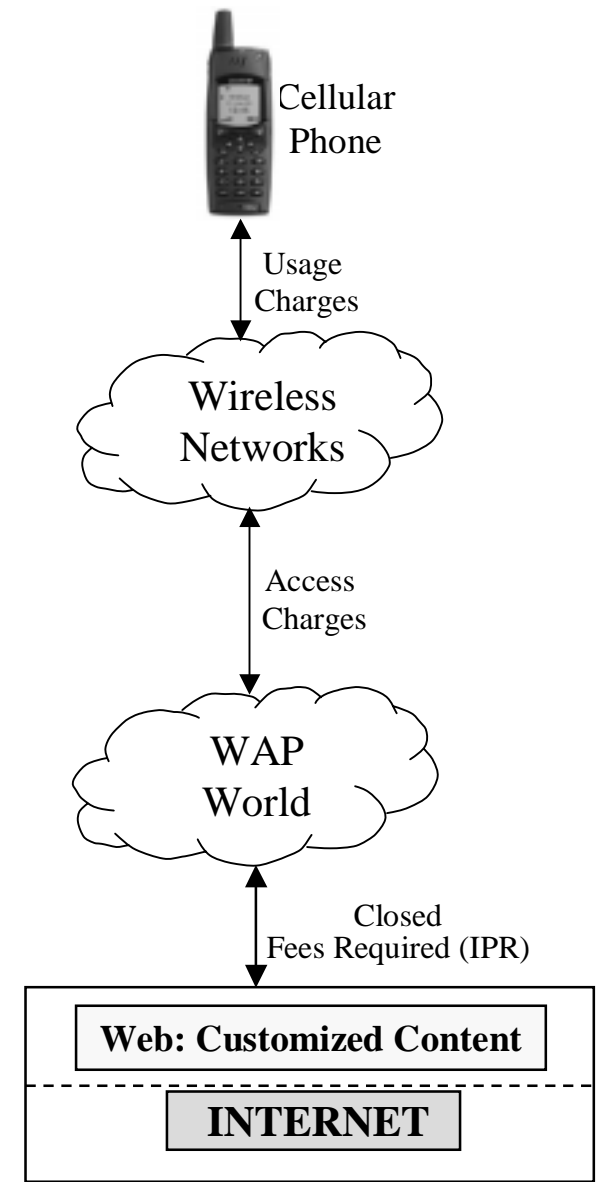 Cellular
Phone
Usage
Charges
Wireless
Networks
Access
Charges
WAP
World
Closed
Fees Required (IPR)
Web: Customized Content
INTERNET